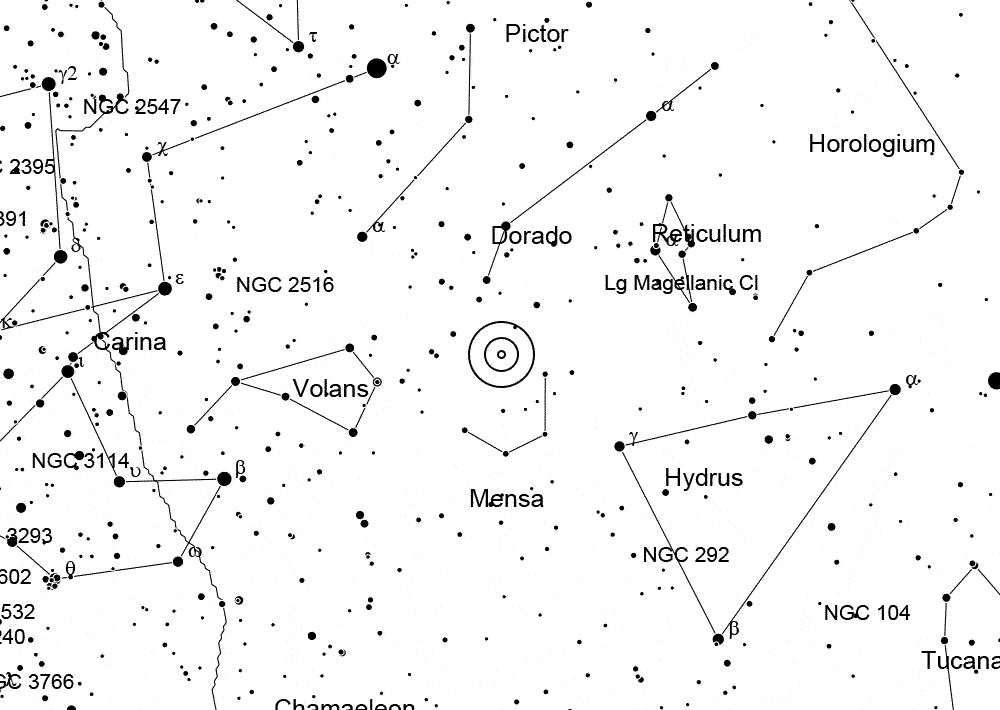 τ
Pictor
α
γ2
NGC 2547
α
χ
Horologium
2395
391
α
Dorado
Reticulum
α
δ
ε
NGC 2516
Lg Magellanic Cl
κ
Carina
ι
Volans
α
γ
NGC 3114
υ
β
Hydrus
Mensa
3293
ω
NGC 292
θ
602
532
NGC 104
240
β
Tucana
GC 3766
Chamaeleon